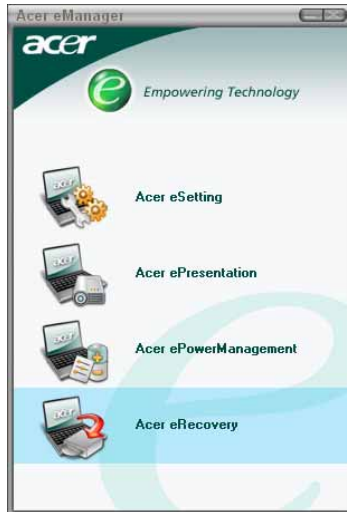 Acer eManager
acer
e Empowering Technology
Acer eSetting
Acer ePresentation
Acer ePowerManagement
Acer eRecovery